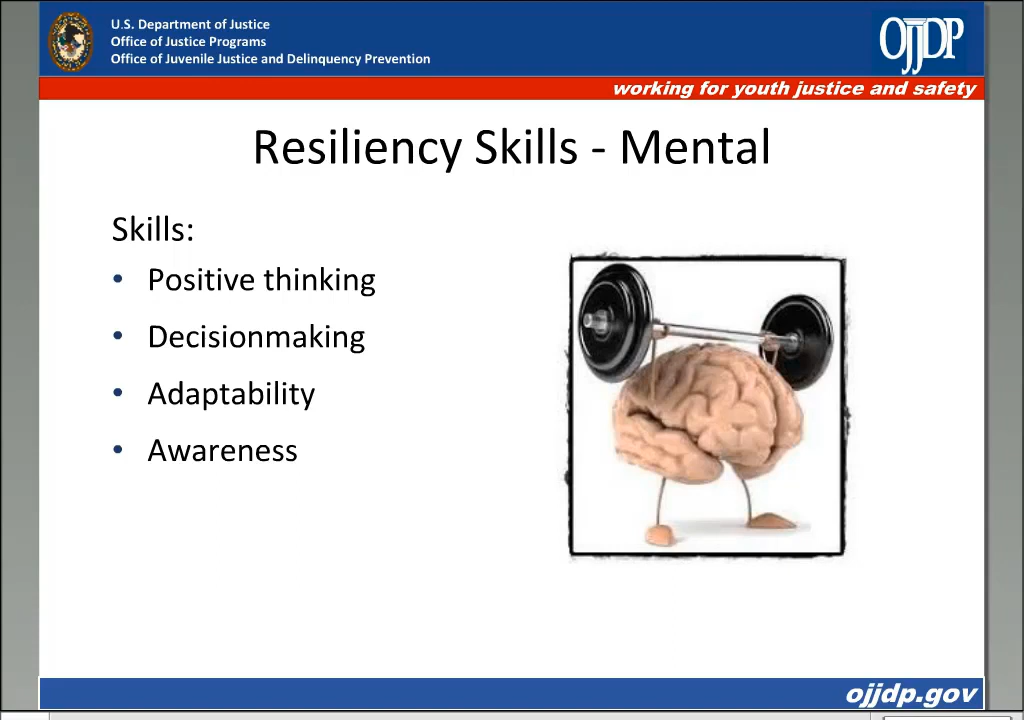 U.S. Department of Justice
Office of Justice Programs
Office of Juvenile Justice and Delinquency Prevention
OJJDP
working for youth justice and safety
Resiliency Skills - Mental
Skills:
• Positive thinking
• Decisionmaking
• Adaptability
• Awareness
ojjdp.gov